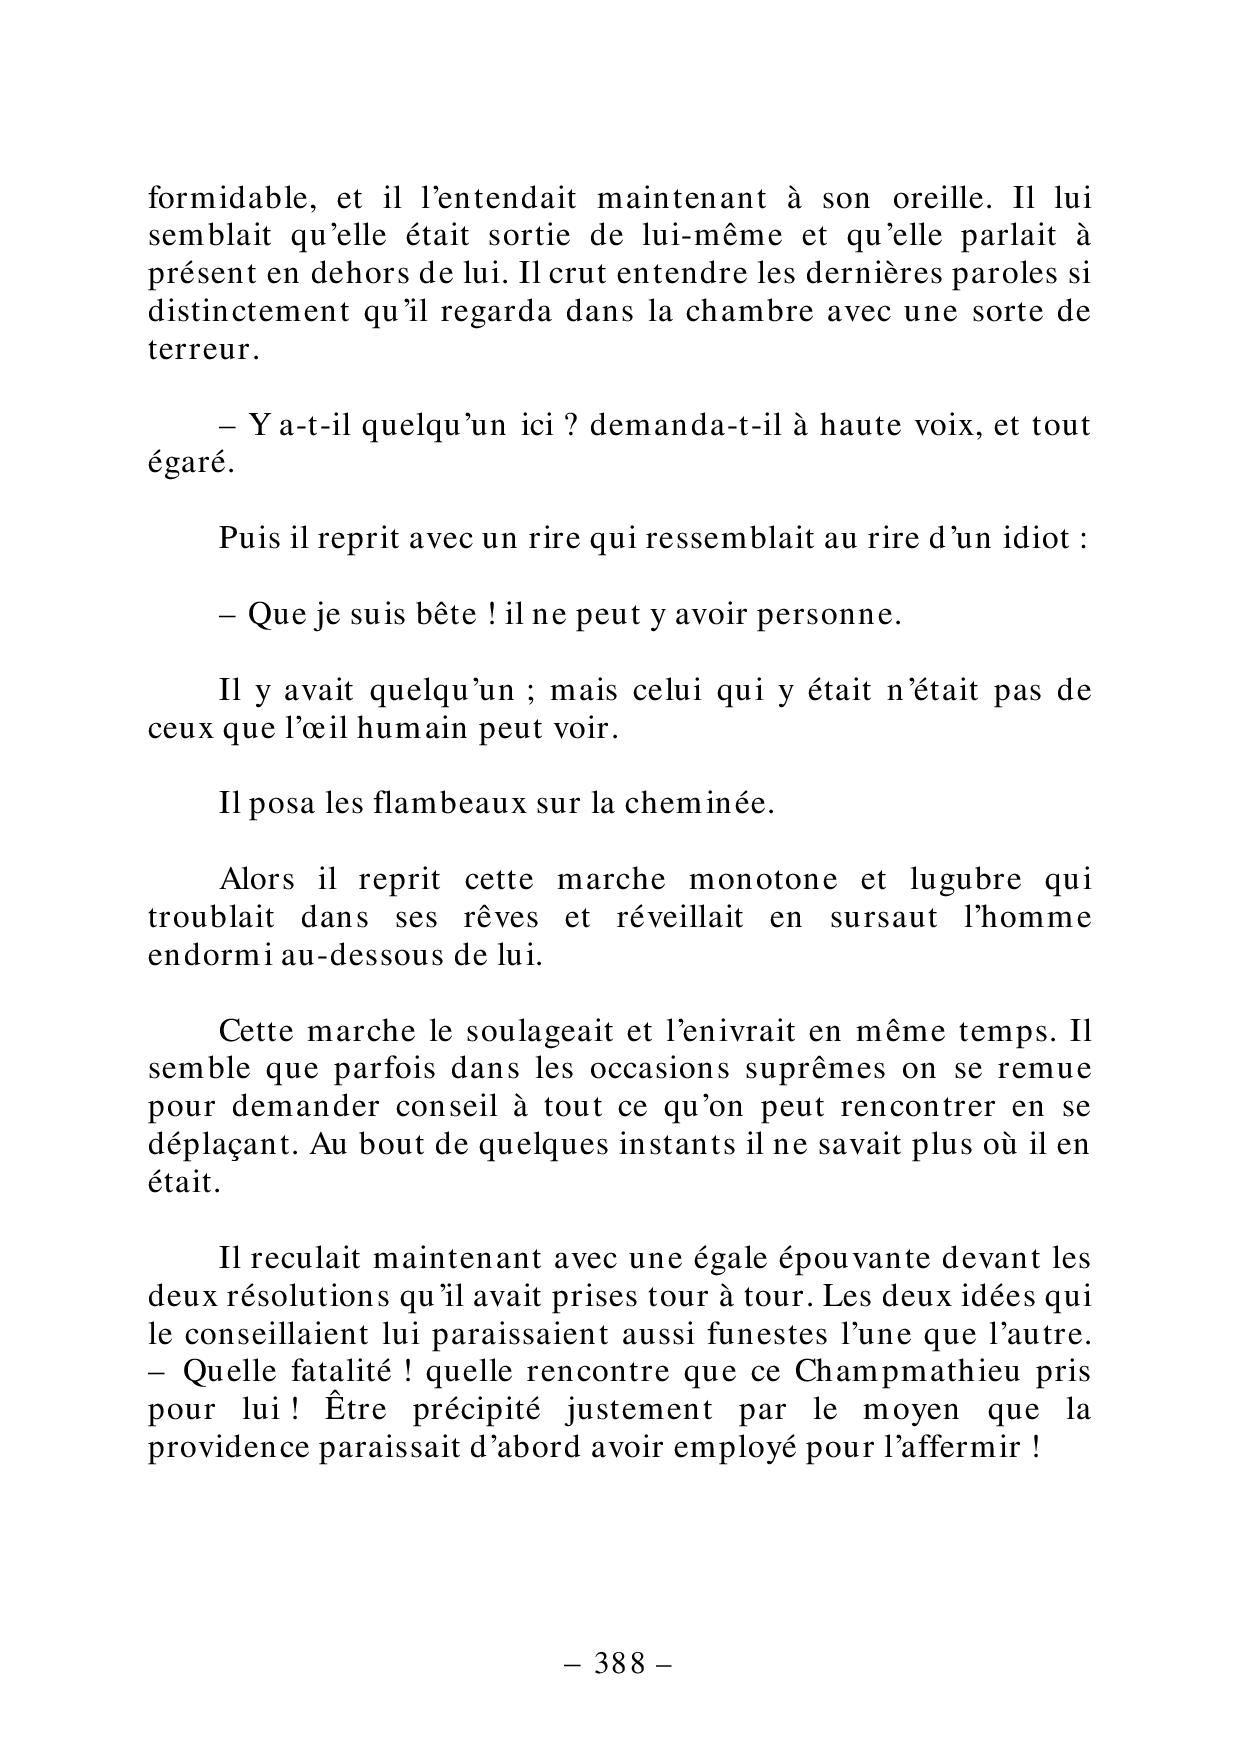 formidable, et il l’entendait maintenant à son oreille. Il lui
semblait qu’elle était sortie de lui-même et qu’elle parlait à
présent en dehors de lui. Il crut entendre les dernières paroles si
distinctement qu’il regarda dans la chambre avec une sorte de
terreur.
– Y a-t-il quelqu’un ici ? demanda-t-il à haute voix, et tout
égaré.
Puis il reprit avec un rire qui ressemblait au rire d’un idiot :
– Que je suis bête ! il ne peut y avoir personne.
Il y avait quelqu’un ; mais celui qui y était n’était pas de
ceux que l’œil humain peut voir.
Il posa les flambeaux sur la cheminée.
Alors il reprit cette marche monotone et lugubre qui
troublait dans ses rêves et réveillait en sursaut l’homme
endormi au-dessous de lui.
Cette marche le soulageait et l’enivrait en même temps. Il
semble que parfois dans les occasions suprêmes on se remue
pour demander conseil à tout ce qu’on peut rencontrer en se
déplaçant. Au bout de quelques instants il ne savait plus où il en
était.
Il reculait maintenant avec une égale épouvante devant les
deux résolutions qu’il avait prises tour à tour. Les deux idées qui
le conseillaient lui paraissaient aussi funestes l’une que l’autre.
– Quelle fatalité ! quelle rencontre que ce Champmathieu pris
pour lui ! Être précipité justement par le moyen que la
providence paraissait d’abord avoir employé pour l’affermir !
– 388 –